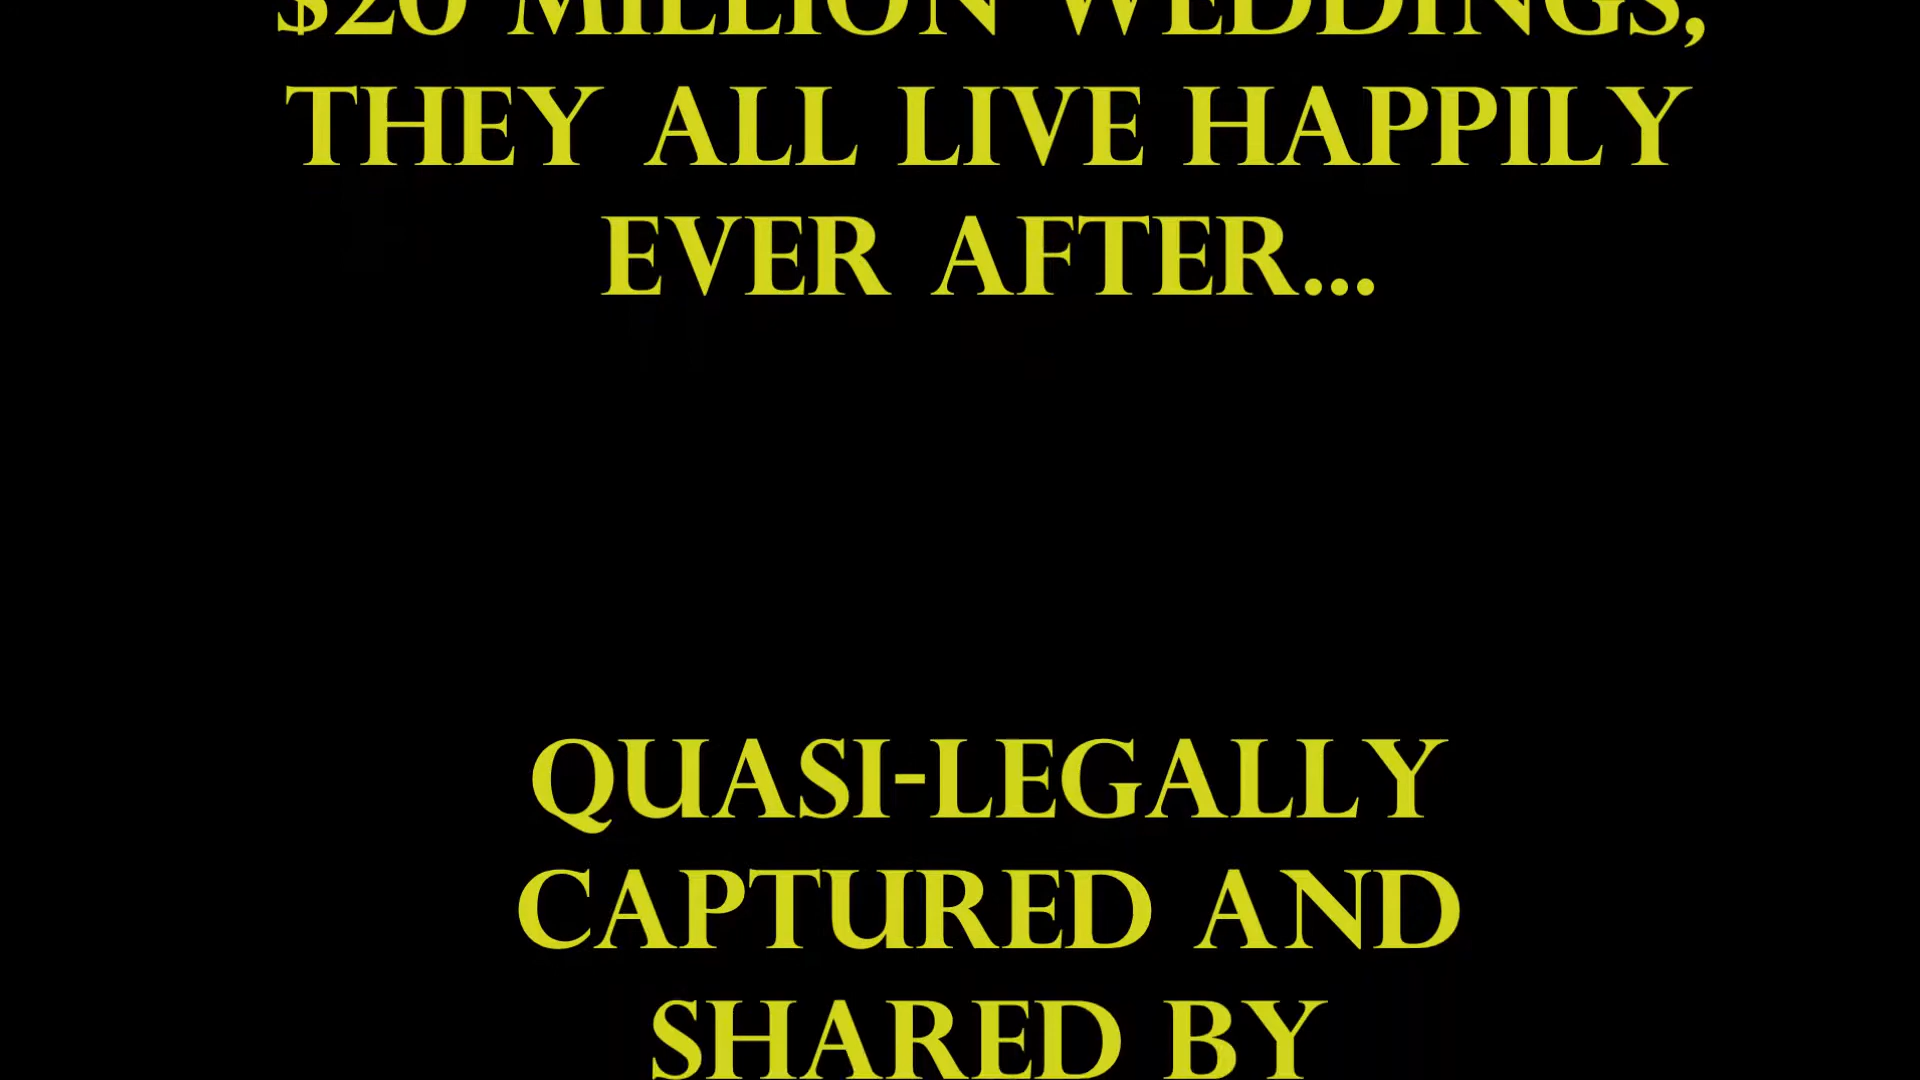 $20 MILLION WEDDINGS,
THEY ALL LIVE HAPPILY
EVER AFTER...
QUASI-LEGALLY
CAPTURED AND
SHARED BY